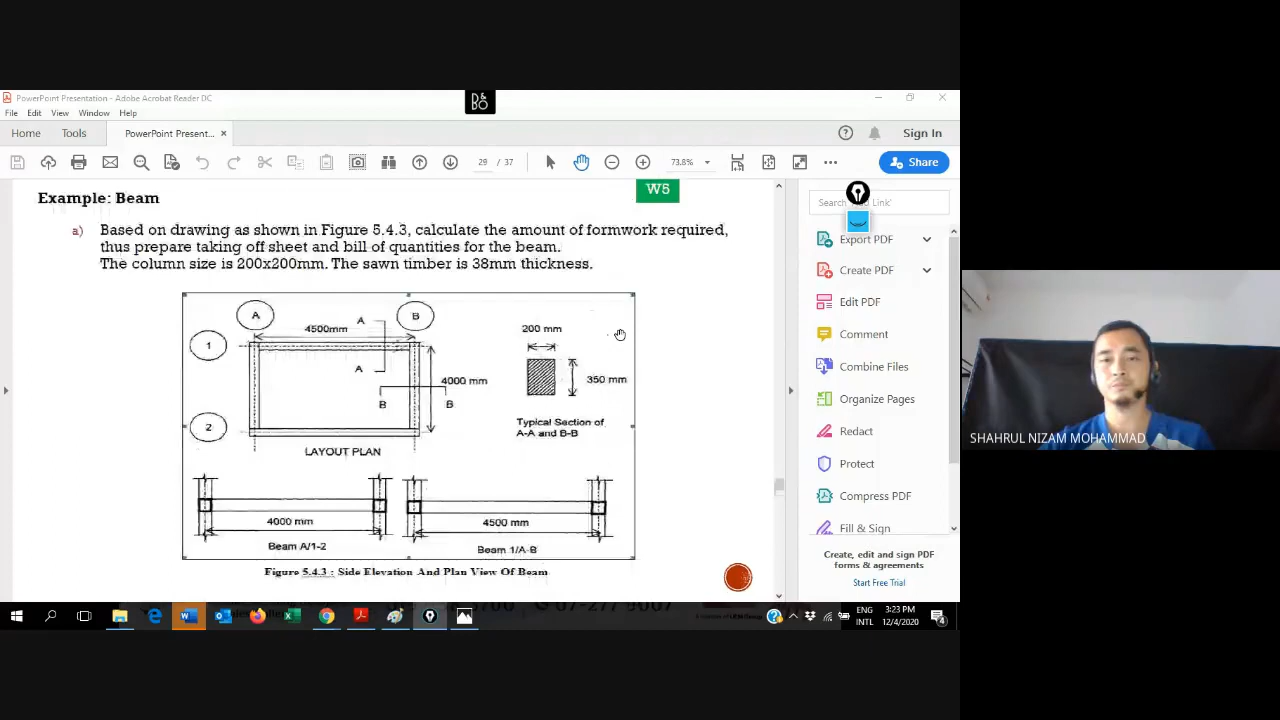 PowerPoint Presentation - Adobe Acrobat Reader DC
B&O
BO
File Edit View Window Help
Home Tools PowerPoint Present... × Sign In
29 / 37 73.8% Share
Example: Beam
W5
a) Based on drawing as shown in Figure 5.4.3, calculate the amount of formwork required,
thus prepare taking off sheet and bill of quantities for the beam.
The column size is 200x200mm. The sawn timber is 38mm thickness.
A B
4500mm A
1
A
4000 mm
B B
2
LAYOUT PLAN
200 mm
350 mm
Typical Section of
A-A and B-B
4000 mm
Beam A/1-2
4500 mm
Beam 1/A-B
Figure 5.4.3 : Side Elevation And Plan View Of Beam
Search
Link'
Export PDF
Create PDF
Edit PDF
Comment
Combine Files
Organize Pages
Redact
Protect
Compress PDF
Fill & Sign
Create, edit and sign PDF
forms & agreements
Start Free Trial
SHAHRUL NIZAM MOHAMMAD
07-277 9007
ENG
INTL
3:23 PM
12/4/2020
4